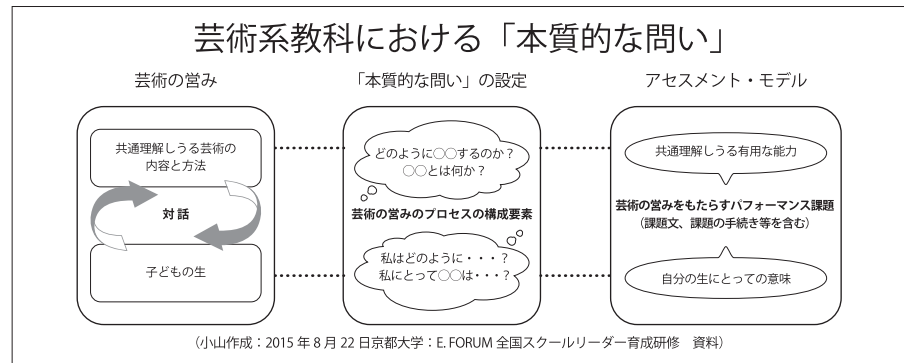 芸術系教科における「本質的な問い」
芸術の営み
共通理解しうる芸術の
内容と方法
対話
子どもの生
「本質的な問い」の設定
どのように○○するのか?
○○とは何か?
芸術の営みのプロセスの構成要素
私はどのように・・・?
私にとって○○は・・・?
アセスメント・モデル
共通理解しうる有用な能力
芸術の営みをもたらすパフォーマンス課題
(課題文、課題の手続き等を含む)
自分の生にとっての意味
(小山作成:2015 年 8 月 22 日京都大学:E. FORUM 全国スクールリーダー育成研修 資料)